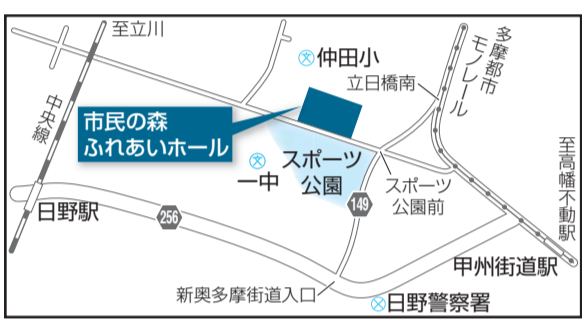 至立川
仲田小
立日橋南
多摩都市
モノレール
中央線
市民の森
ふれあいホール
至高幡不動駅
一中
スポーツ
公園
スポーツ
公園前
149
日野駅
256
甲州街道駅
新奥多摩街道入口
日野警察署